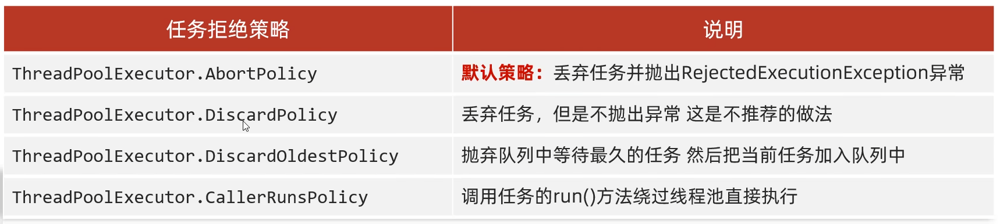 任务拒绝策略
说明
ThreadPoolExecutor.AbortPolicy
默认策略：丢弃任务并抛出RejectedExecutionException异常
ThreadPoolExecutor.DiscardPolicy
丢弃任务，但是不抛出异常 这是不推荐的做法
ThreadPoolExecutor.DiscardOldestPolicy
抛弃队列中等待最久的任务 然后把当前任务加入队列中
ThreadPoolExecutor.CallerRunsPolicy
调用任务的run()方法绕过线程池直接执行